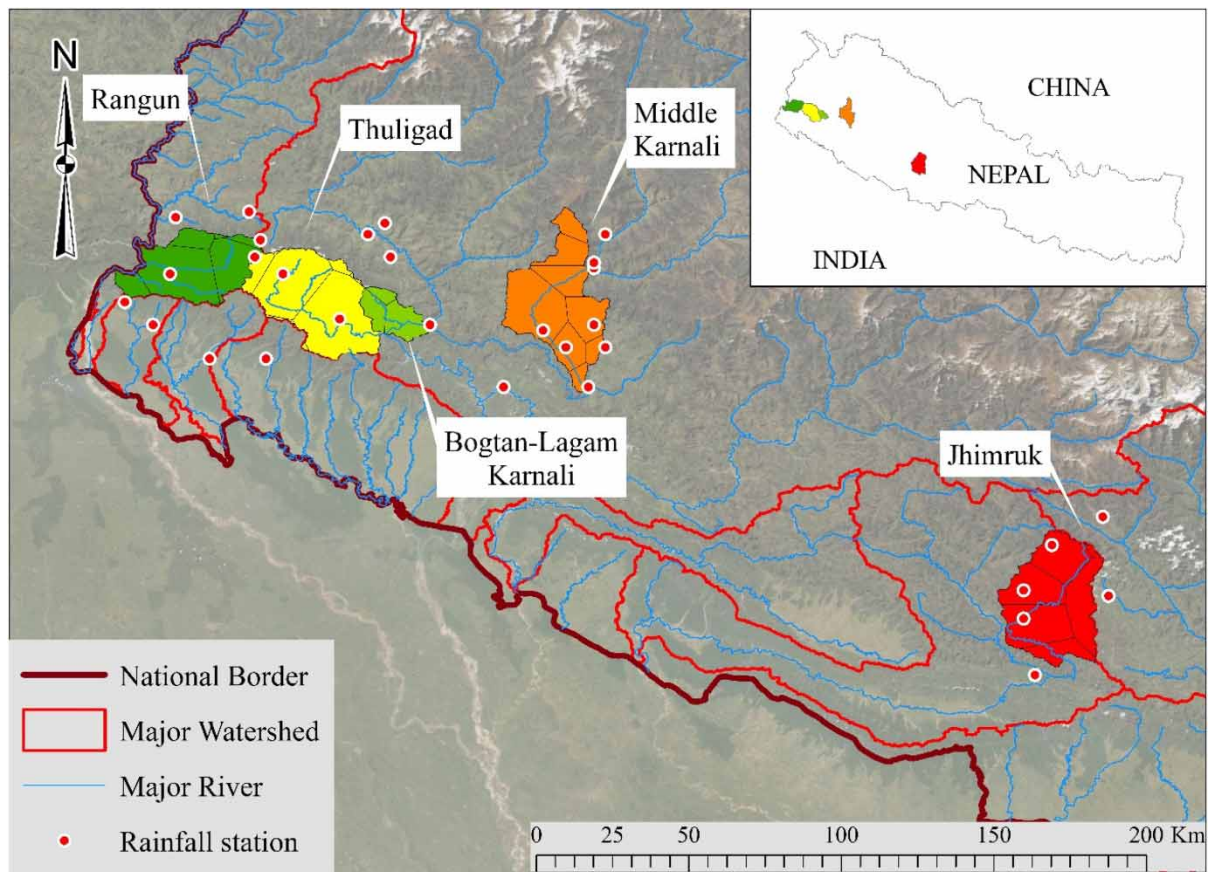 N
Rangun
Thuligad
Middle
Karnali
CHINA
NEPAL
INDIA
Bogtan-Lagam
Karnali
Jhimruk
National Border
Major Watershed
Major River
Rainfall station
0 25 50 100 150 200 Km